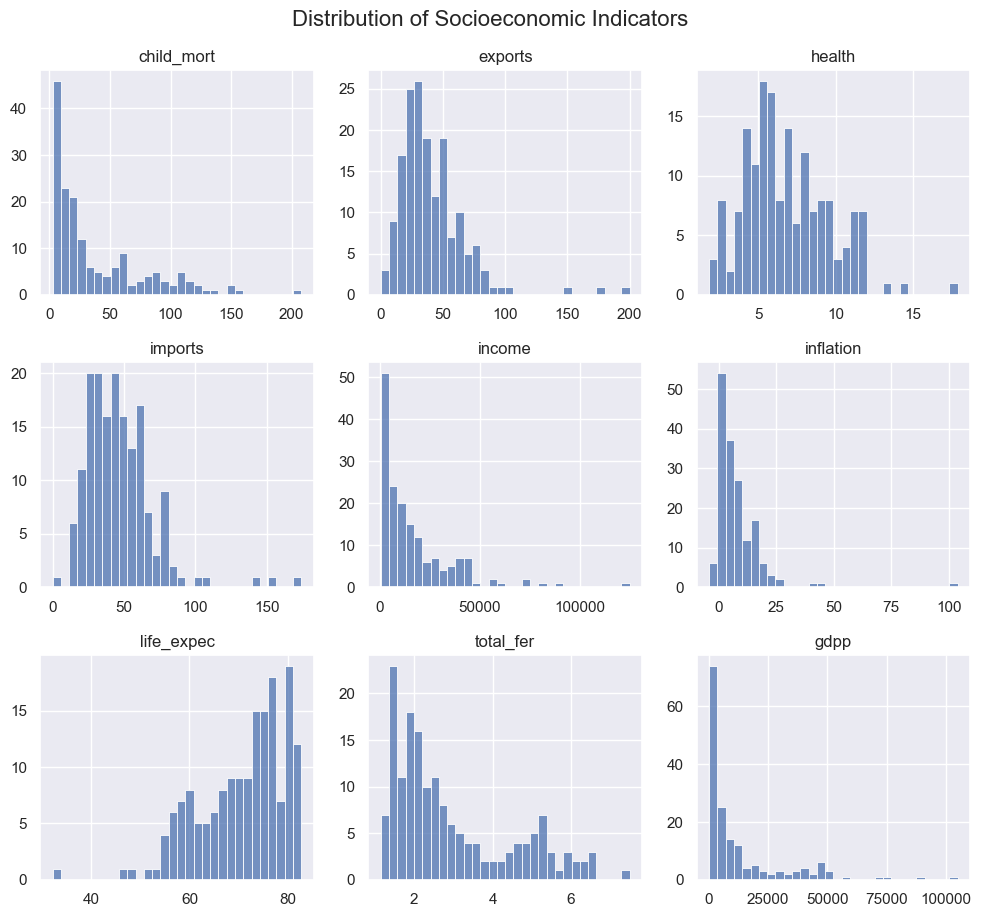 Distribution of Socioeconomic Indicators
child_mort
exports
health
40
30
20
10
0
0 50 100 150 200
25
20
15
10
5
0
0 50 100 150 200
15
10
5
0
5 10 15
imports
income
inflation
20
15
10
5
0
0 50 100 150
50
40
30
20
10
0
0 50000 100000
50
40
30
20
10
0
0 25 50 75 100
life_expec
total_fer
gdpp
15
10
5
0
40 60 80
20
15
10
5
0
2 4 6
60
40
20
0
0 25000 50000 75000 100000